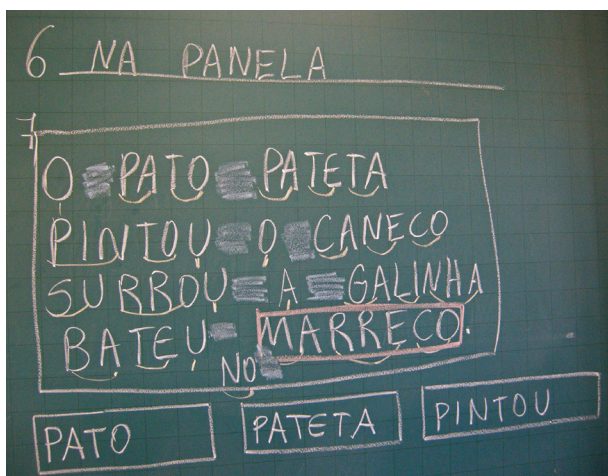 6 NA PANELA
7
O PATO PATETA
PINTOU O CANECO
SURROU A GALINHA
BATEU NO MARRECO.
PATO PATETA PINTOU